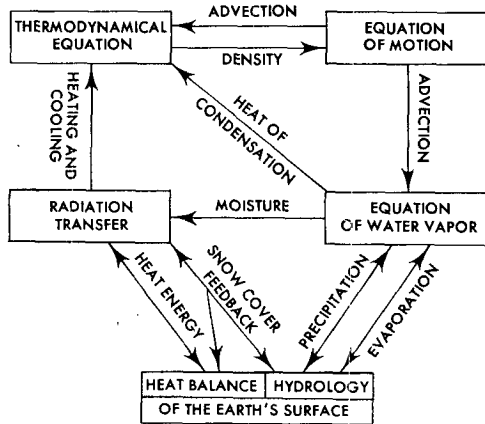 ADVECTION
THERMODYNAMICAL
EQUATION
EQUATION
OF MOTION
DENSITY
HEATING AND
COOLING
HEAT OF
CONDENSATION
ADVECTION
RADIATION
TRANSFER
MOISTURE
EQUATION
OF WATER VAPOR
HEAT ENERGY
SNOW COVER
FEEDBACK
PRECIPITATION
EVAPORATION
HEAT BALANCE
HYDROLOGY
OF THE EARTH'S SURFACE